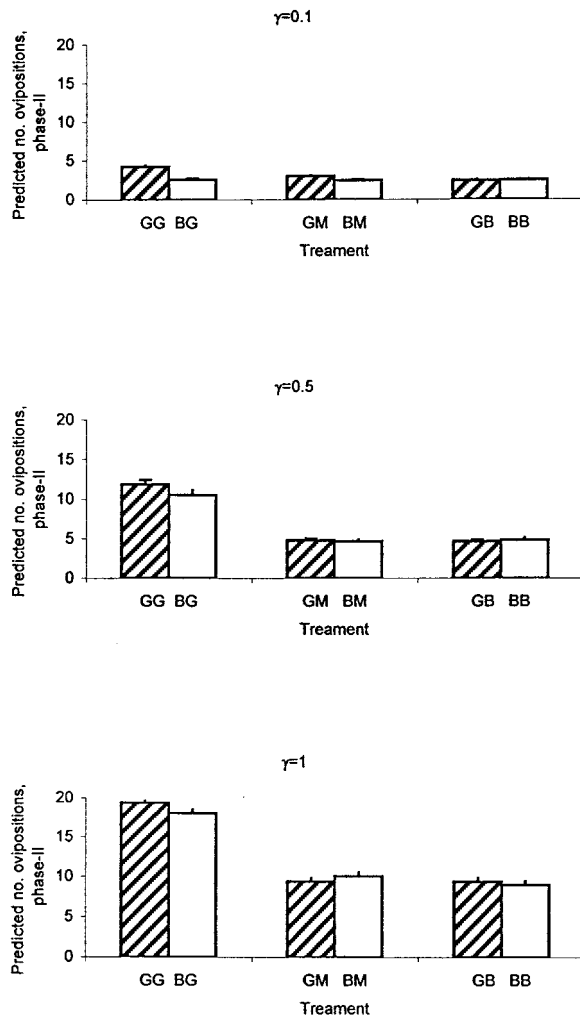 γ=0.1
Predicted no. ovipositions,
phase-II
20
15
10
5
0
GG BG GM BM GB BB
Treament
γ=0.5
Predicted no. ovipositions,
phase-II
20
15
10
5
0
GG BG GM BM GB BB
Treament
γ=1
Predicted no. ovipositions,
phase-II
20
15
10
5
0
GG BG GM BM GB BB
Treament